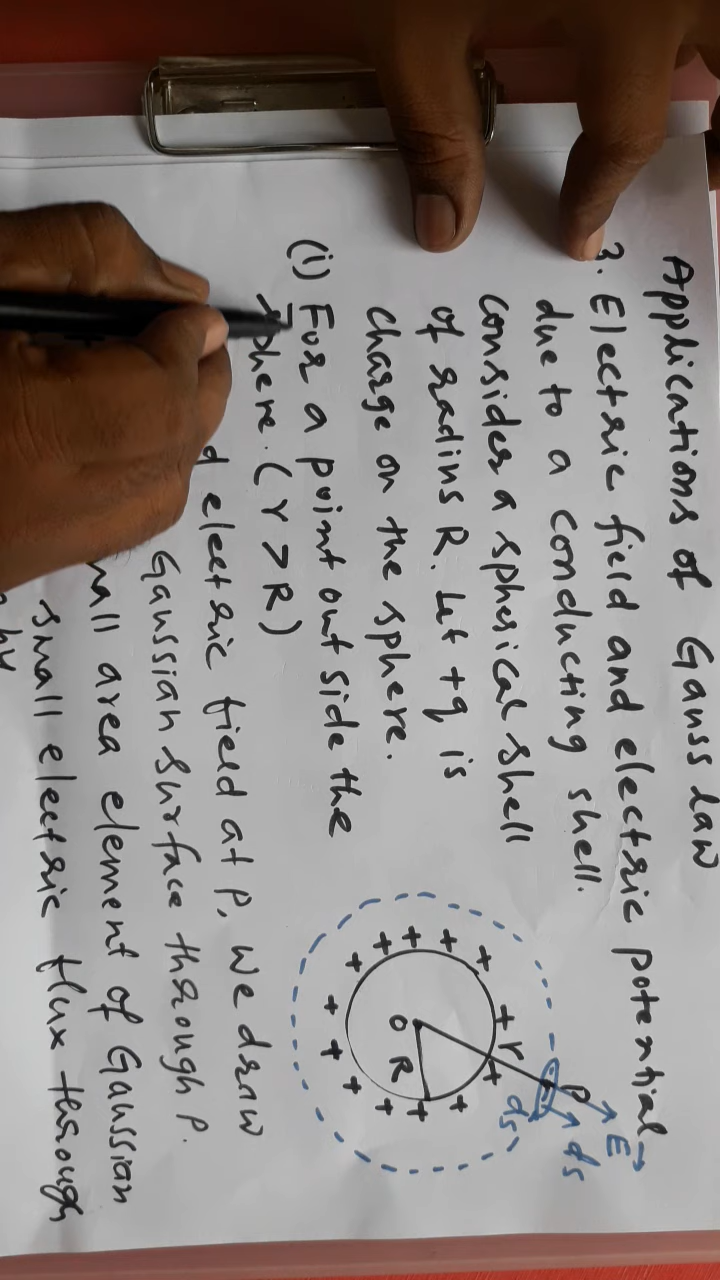 Applications of Gauss law
3. Electric field and electric potential
due to a conducting shell.
consider a spherical shell
of radius R. Let +q is
charge on the sphere.
(i) For a point out side the
sphere. (r > R)
electric field at P, we draw
Gaussian surface through P.
area element of Gaussian
small electric flux through
E
ds
P
ds
r
O
R